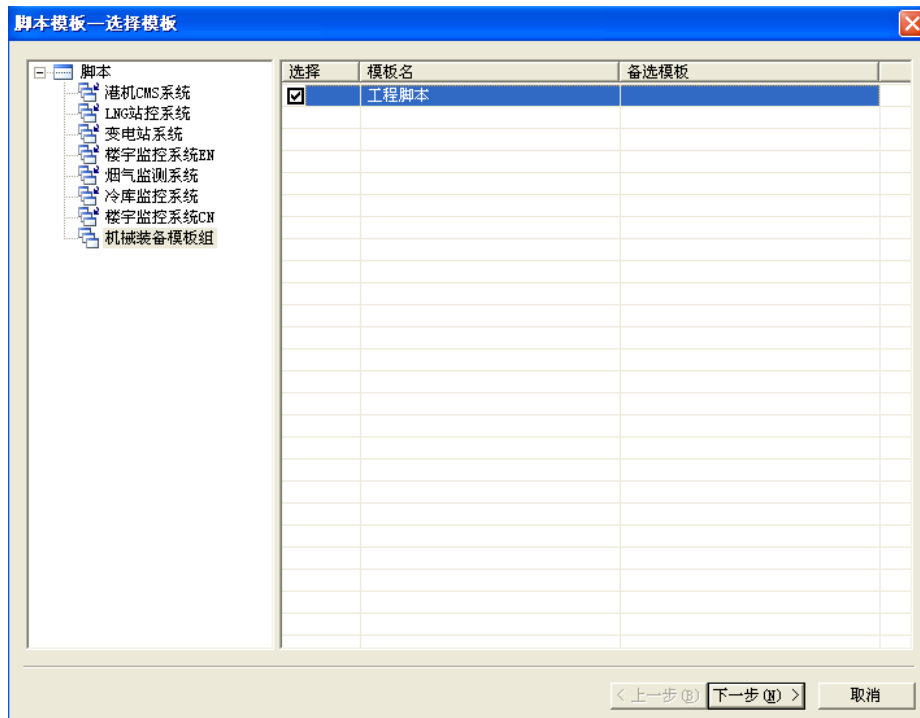 脚本模板—选择模板
脚本
港机CMS系统
LNG站控系统
变电站系统
楼宇监控系统EN
烟气监测系统
冷库监控系统
楼宇监控系统CN
机械装备模板组
选择 模板名 备选模板
工程脚本
< 上一步(B) 下一步(N) > 取消